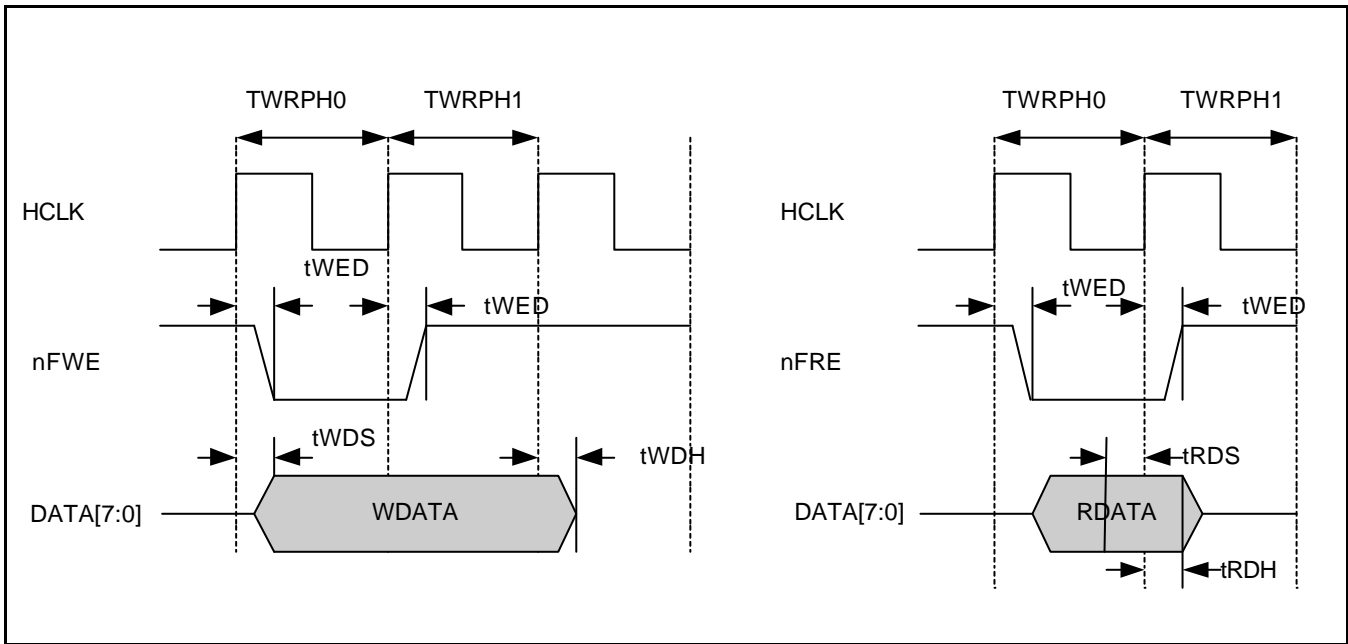 TWRPH0 TWRPH1
HCLK
tWED
tWED
nFWE
tWDS
tWDH
DATA[7:0]
WDATA
TWRPH0 TWRPH1
HCLK
tWED
tWED
nFRE
tRDS
DATA[7:0]
RDATA
tRDH